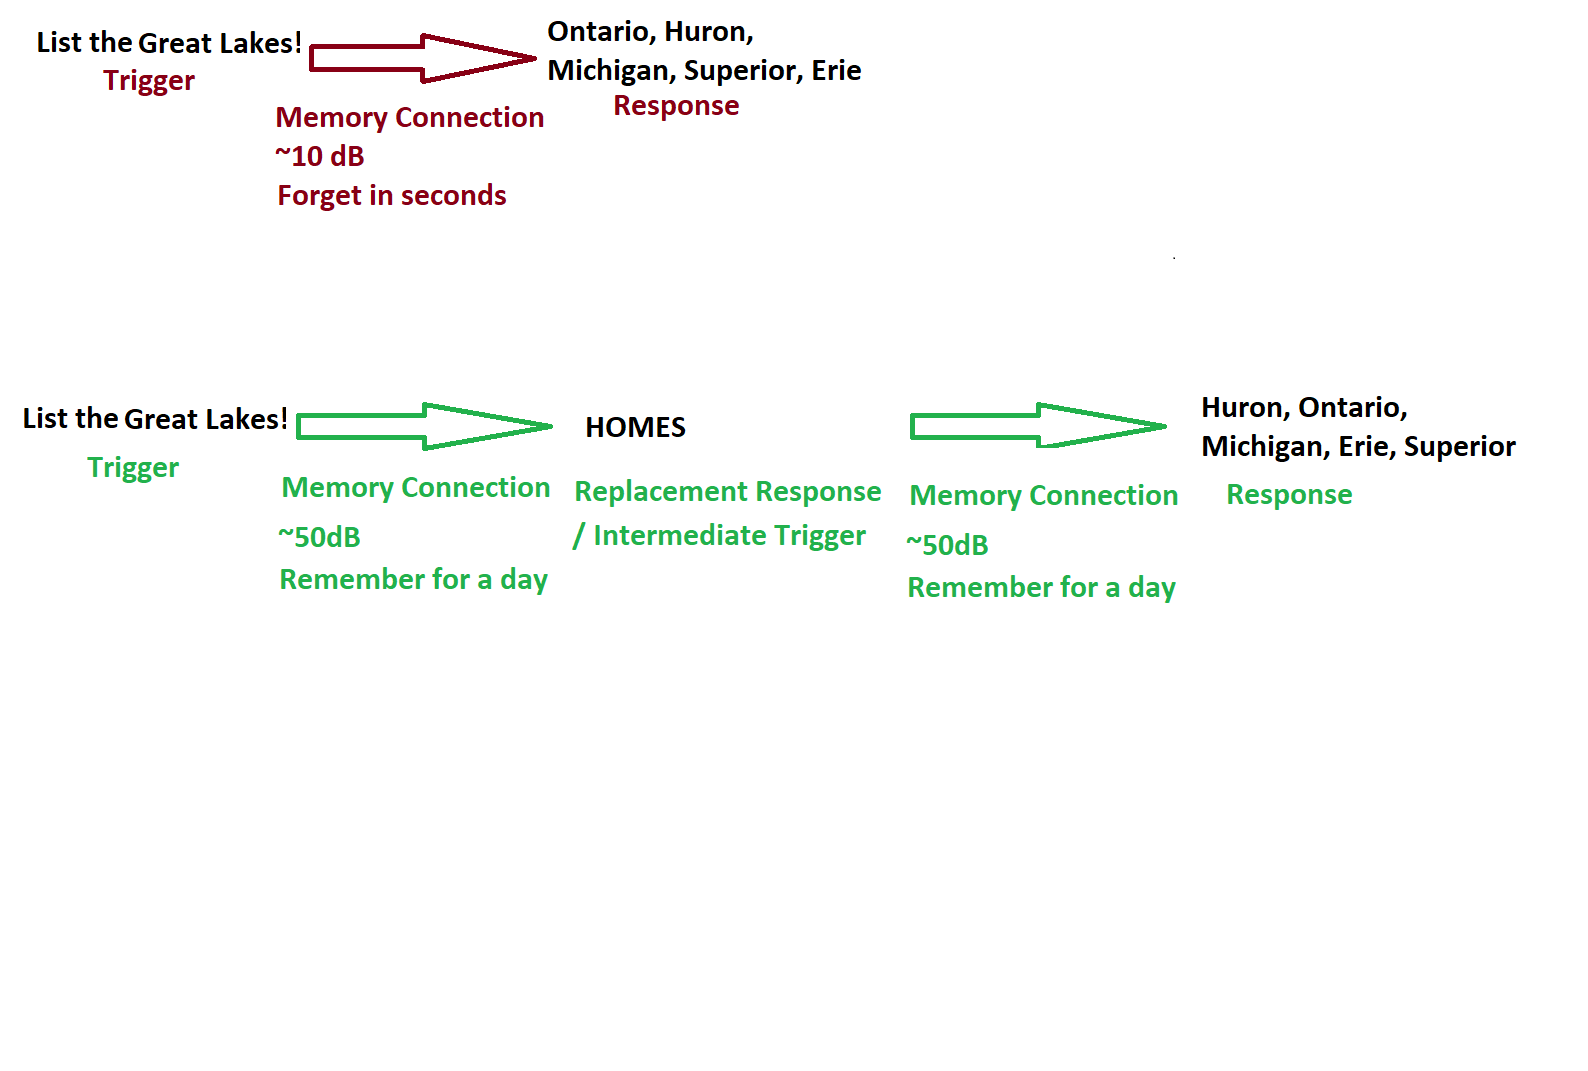 List the Great Lakes!
Trigger
Memory Connection
~10 dB
Forget in seconds
Ontario, Huron,
Michigan, Superior, Erie
Response
List the Great Lakes!
Trigger
Memory Connection
~50dB
Remember for a day
HOMES
Replacement Response
/ Intermediate Trigger
Memory Connection
~50dB
Remember for a day
Huron, Ontario,
Michigan, Erie, Superior
Response